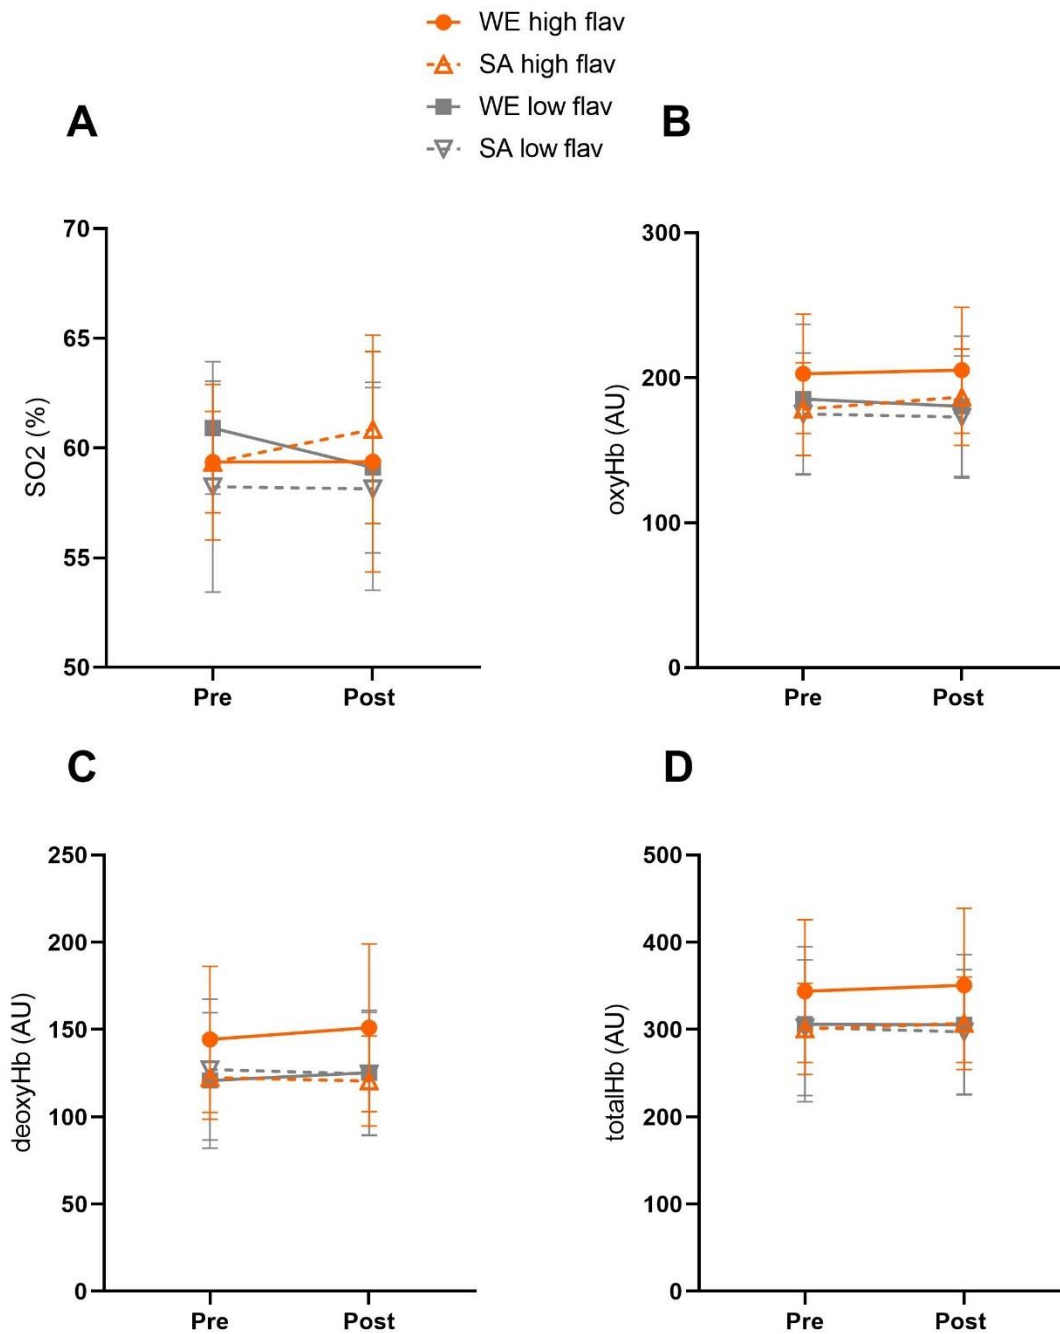 WE high flav
SA high flav
WE low flav
SA low flav
A
SO2 (%)
70
65
60
55
50
Pre Post
B
oxyHb (AU)
300
200
100
0
Pre Post
C
deoxyHb (AU)
250
200
150
100
50
0
Pre Post
D
totalHb (AU)
500
400
300
200
100
0
Pre Post